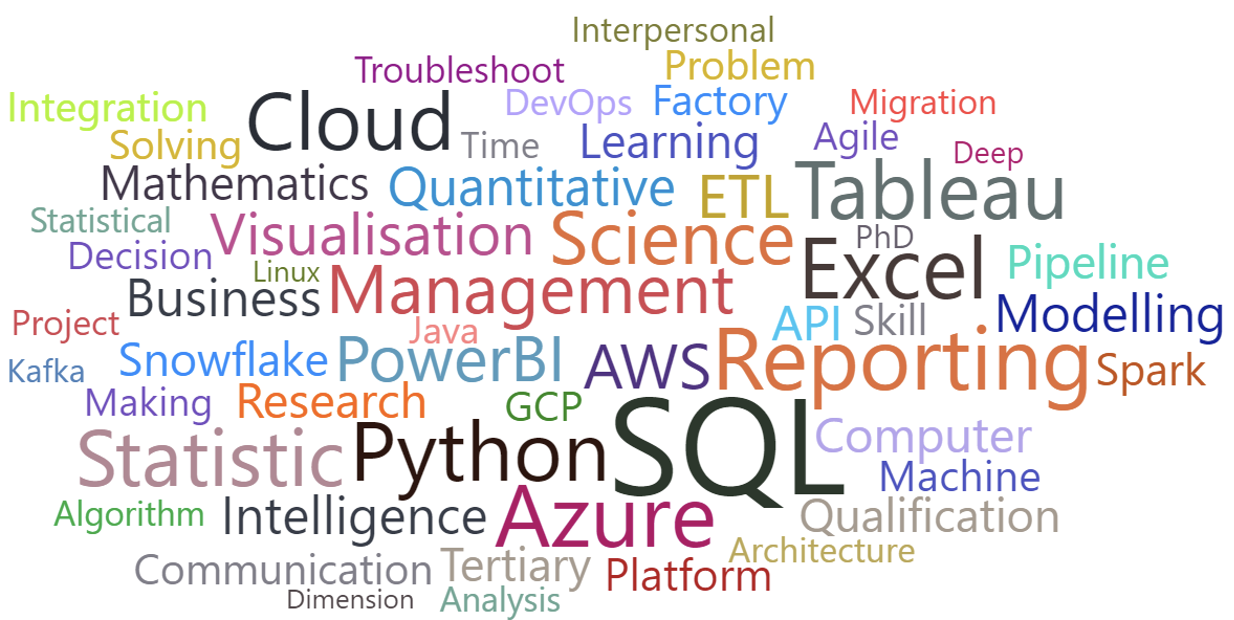 Interpersonal
Troubleshoot
Problem
Integration
Cloud
DevOps
Factory
Migration
Solving
Time
Learning
Agile
Deep
Mathematics
Quantitative
ETL
Tableau
Statistical
Visualisation
Science
PhD
Decision
Linux
Excel
Pipeline
Business
Management
Modelling
Project
Java
API
Skill
Kafka
Snowflake
PowerBI
AWS
Reporting
Spark
Making
Research
GCP
SQL
Statistic
Python
Computer
Machine
Algorithm
Intelligence
Azure
Qualification
Architecture
Communication
Tertiary
Platform
Dimension
Analysis